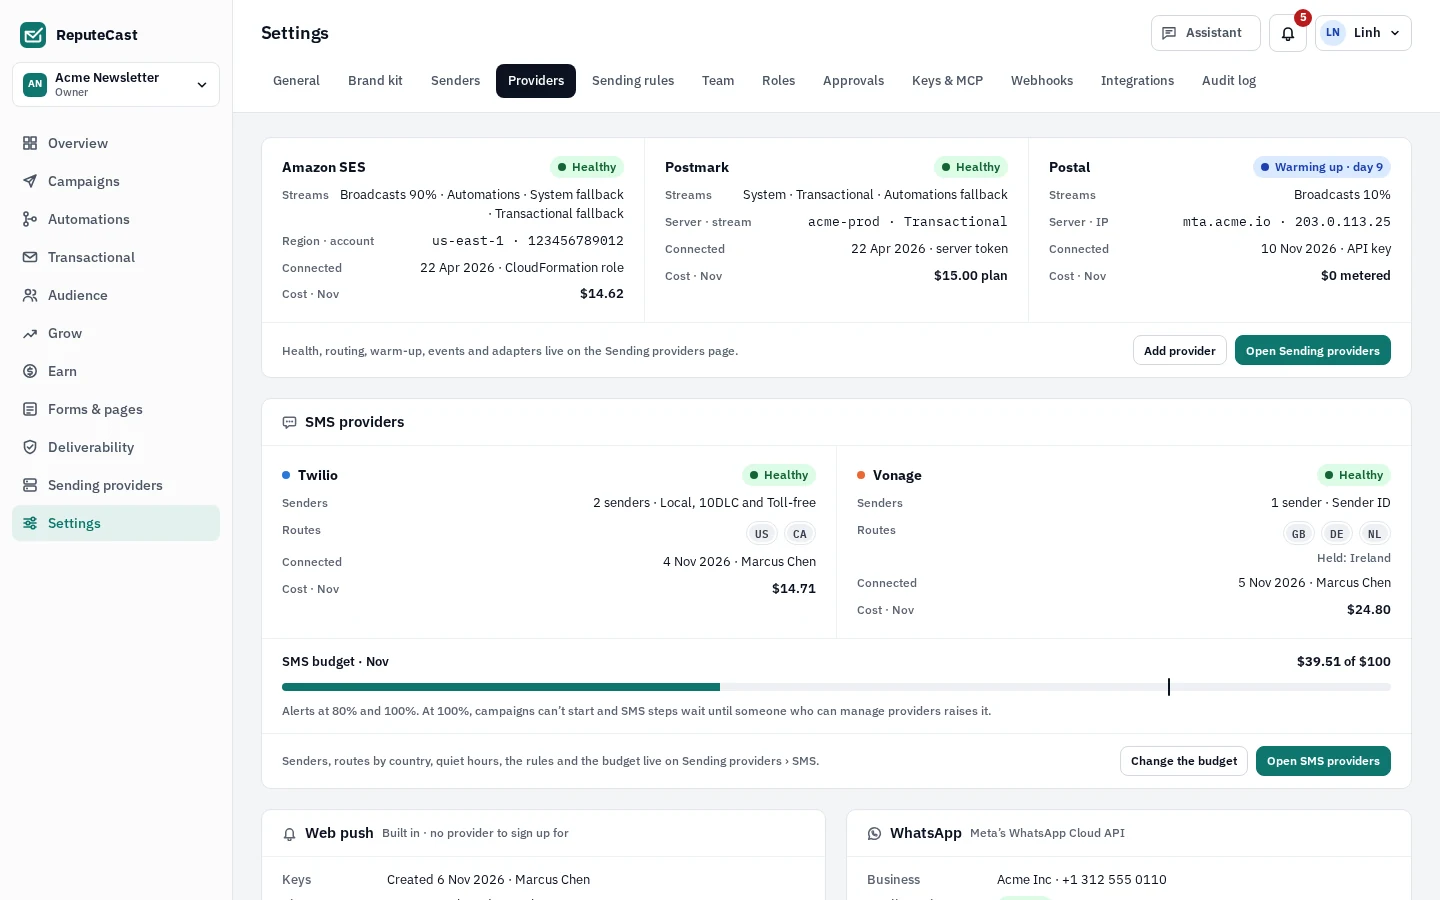 ReputeCast
AN
Acme Newsletter
Owner
Overview
Campaigns
Automations
Transactional
Audience
Grow
Earn
Forms & pages
Deliverability
Sending providers
Settings
Settings
Assistant
5
LN
Linh
General
Brand kit
Senders
Providers
Sending rules
Team
Roles
Approvals
Keys & MCP
Webhooks
Integrations
Audit log
Amazon SES
Healthy
Streams
Broadcasts 90% · Automations · System fallback
· Transactional fallback
Region · account
us-east-1 · 123456789012
Connected
22 Apr 2026 · CloudFormation role
Cost · Nov
$14.62
Postmark
Healthy
Streams
System · Transactional · Automations fallback
Server · stream
acme-prod · Transactional
Connected
22 Apr 2026 · server token
Cost · Nov
$15.00 plan
Postal
Warming up · day 9
Streams
Broadcasts 10%
Server · IP
mta.acme.io · 203.0.113.25
Connected
10 Nov 2026 · API key
Cost · Nov
$0 metered
Health, routing, warm-up, events and adapters live on the Sending providers page.
Add provider
Open Sending providers
SMS providers
Twilio
Healthy
Senders
2 senders · Local, 10DLC and Toll-free
Routes
US
CA
Connected
4 Nov 2026 · Marcus Chen
Cost · Nov
$14.71
Vonage
Healthy
Senders
1 sender · Sender ID
Routes
GB
DE
NL
Held: Ireland
Connected
5 Nov 2026 · Marcus Chen
Cost · Nov
$24.80
SMS budget · Nov
$39.51 of $100
Alerts at 80% and 100%. At 100%, campaigns can’t start and SMS steps wait until someone who can manage providers raises it.
Senders, routes by country, quiet hours, the rules and the budget live on Sending providers › SMS.
Change the budget
Open SMS providers
Web push
Built in · no provider to sign up for
Keys
Created 6 Nov 2026 · Marcus Chen
WhatsApp
Meta’s WhatsApp Cloud API
Business
Acme Inc · +1 312 555 0110